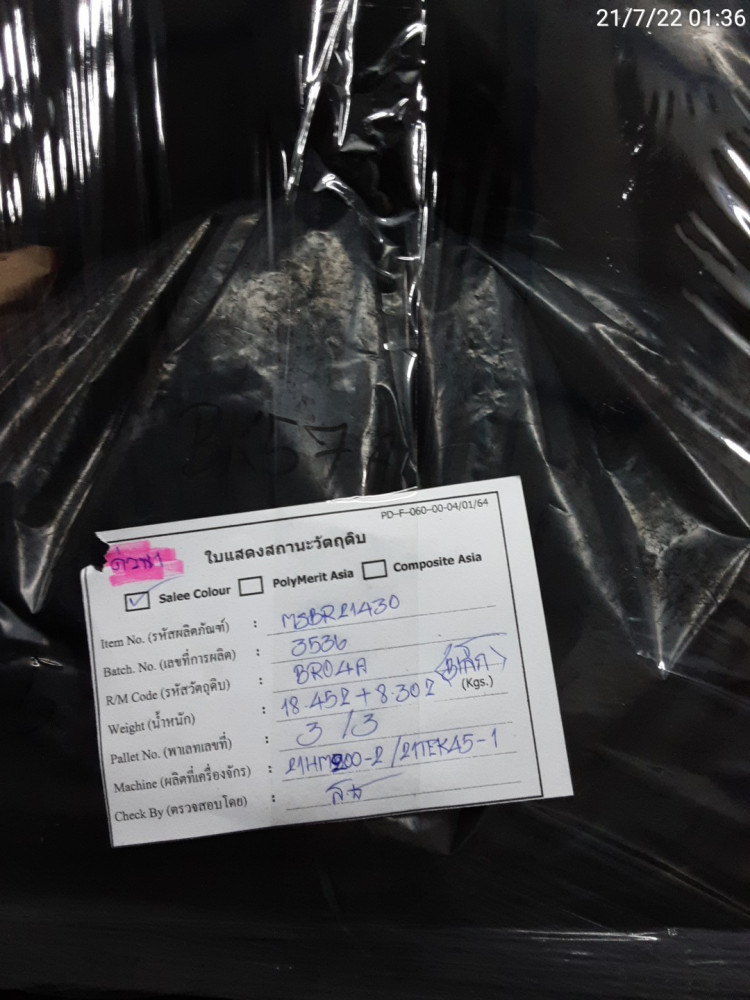 21/7/22 01:36
PD-F-060-00-04/01/64
ใบแสดงสถานะวัตถุดิบ
Salee Colour PolyMerit Asia Composite Asia
Item No. (รหัสผลิตภัณฑ์) : MSBR21430
Batch. No. (เลขที่การผลิต) : 3536
R/M Code (รหัสวัตถุดิบ) : BR04A
Weight (น้ำหนัก) : 18.452 + 8.302 (Kgs.)
Pallet No. (พาเลทเลขที่) : 3 / 3
Machine (ผลิตที่เครื่องจักร) : 21HM200-2 / 21TEK45-1
Check By (ตรวจสอบโดย) :